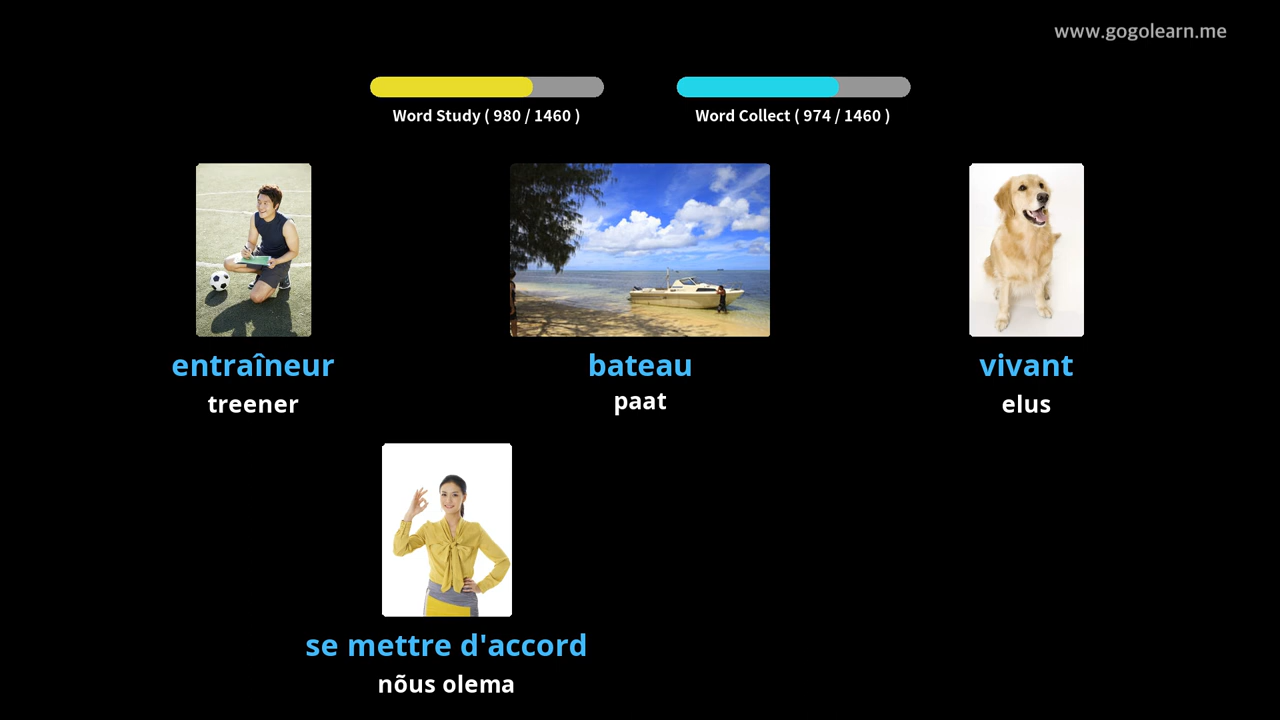 www.gogolearn.me
Word Study ( 980 / 1460 )
Word Collect ( 974 / 1460 )
entraîneur
treener
bateau
paat
vivant
elus
se mettre d'accord
nõus olema